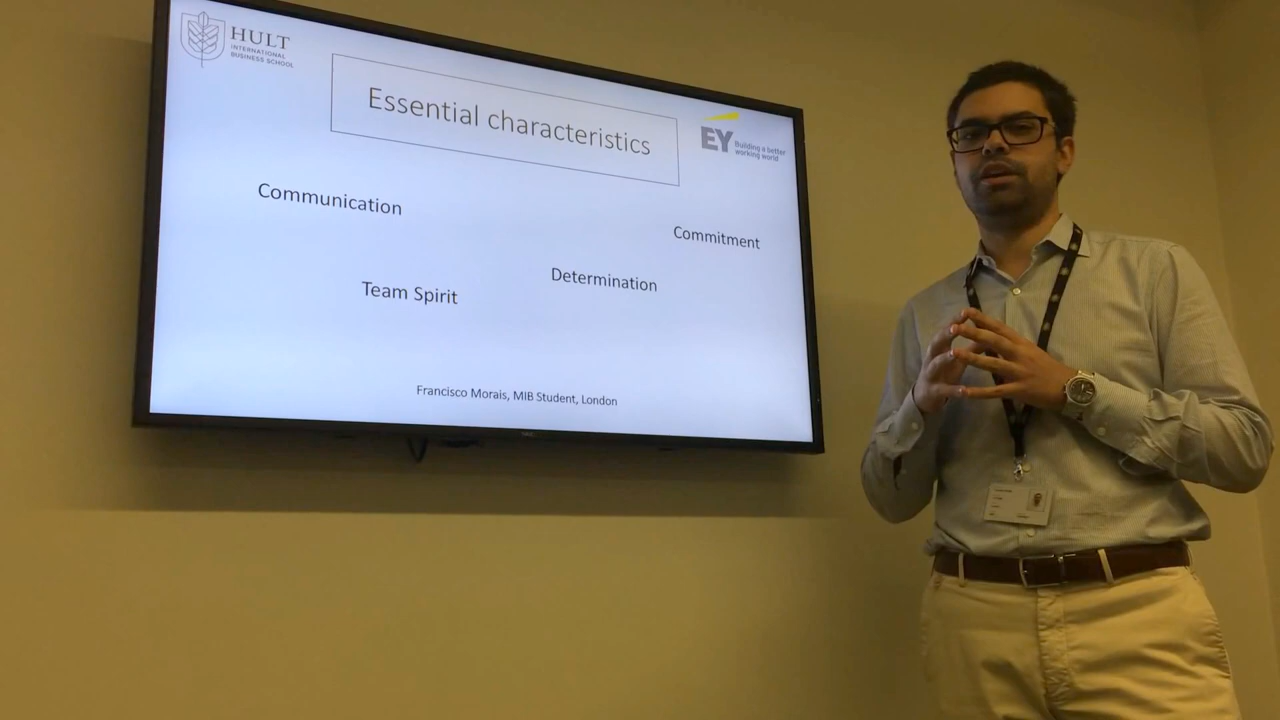 HULT
INTERNATIONAL
BUSINESS SCHOOL
Essential characteristics
EY
Building a better
working world
Communication
Commitment
Determination
Team Spirit
Francisco Morais, MIB Student, London